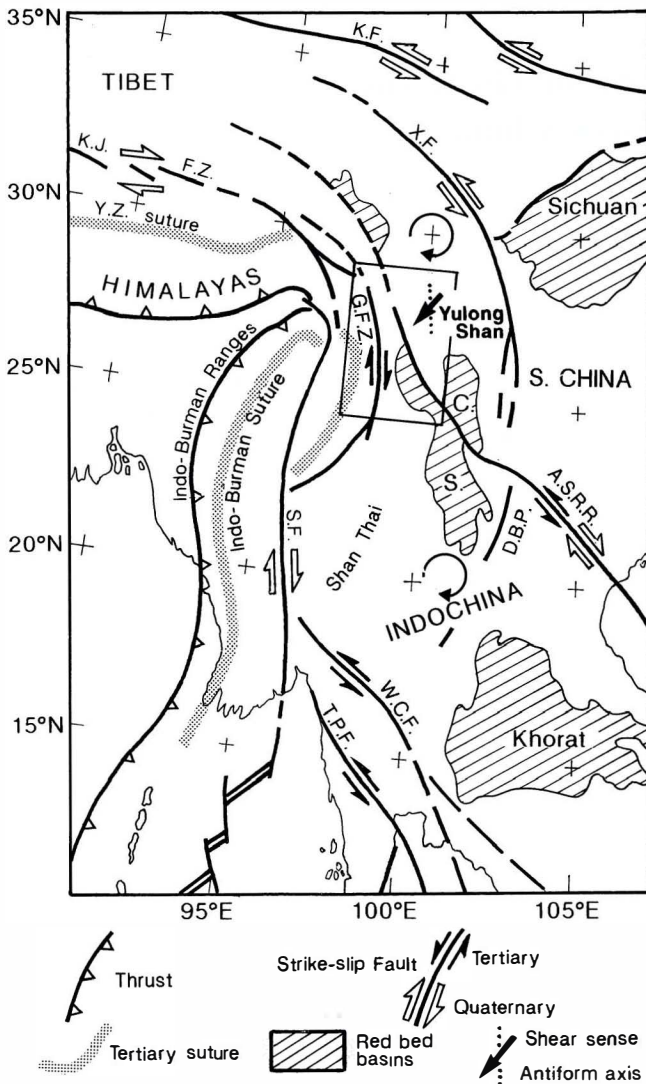 35°N
K.F.
TIBET
X.F.
K.J.
F.Z.
30°N
Sichuan
Y.Z. suture
HIMALAYAS
G.F.Z.
Yulong
Shan
Indo-Burman Ranges
25°N
Indo-Burman Suture
S. CHINA
C.
S.
A.S.R.R.
D.B.P.
S.F.
Shan Thai
20°N
INDOCHINA
W.C.F.
15°N
T.P.F.
Khorat
95°E
100°E
105°E
Thrust
Strike-slip Fault
Tertiary
Quaternary
Tertiary suture
Red bed
basins
Shear sense
Antiform axis